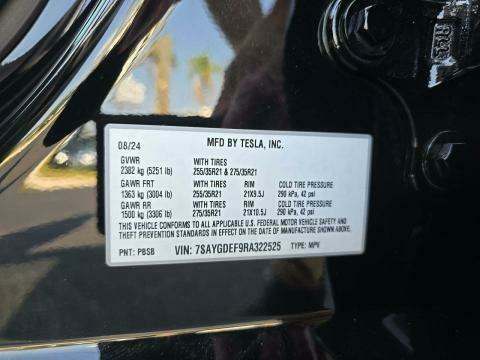 08/24 MFD BY TESLA, INC.
GVWR WITH TIRES
2382 kg (5251 lb) 255/35R21 & 275/35R21
GAWR FRT WITH TIRES RIM COLD TIRE PRESSURE
1363 kg (3004 lb) 255/35R21 21X9.5J 290 kPa, 42 psi
GAWR RR WITH TIRES RIM COLD TIRE PRESSURE
1500 kg (3306 lb) 275/35R21 21X10.5J 290 kPa, 42 psi
THIS VEHICLE CONFORMS TO ALL APPLICABLE U.S. FEDERAL MOTOR VEHICLE SAFETY AND
THEFT PREVENTION STANDARDS IN EFFECT ON THE DATE OF MANUFACTURE SHOWN
ABOVE.
PNT: PBSB VIN: 7SAYGDEF9RA322525 TYPE: MPV